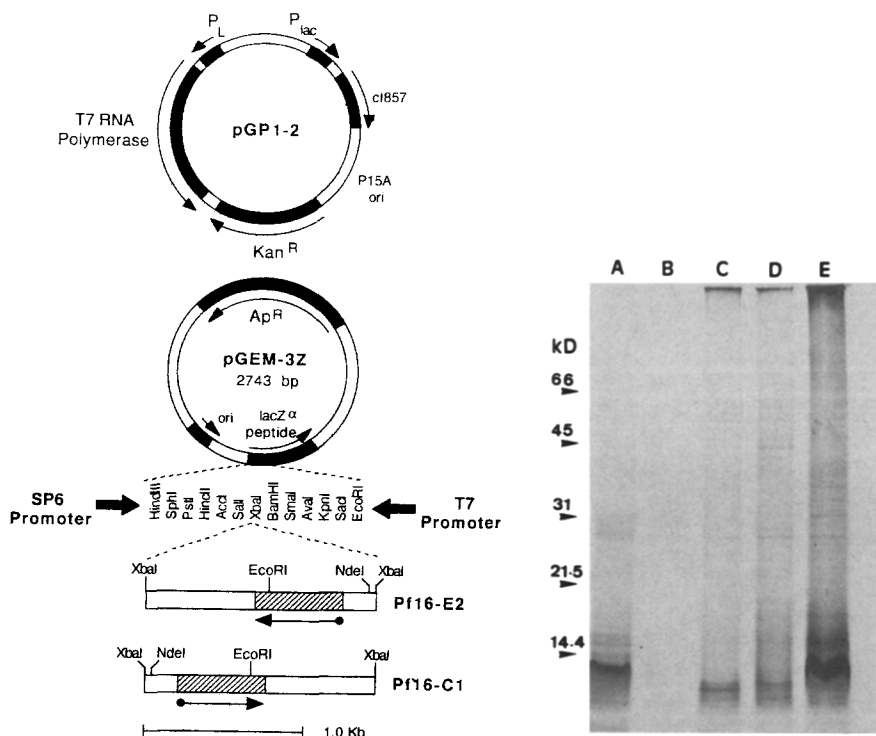 P_L
P_lac
T7 RNA
Polymerase
pGP1-2
cI857
P15A
ori
Kan^R
Ap^R
pGEM-3Z
2743 bp
ori
lacZ α
peptide
SP6
Promoter
HindIII
SphI
PstI
HincII
AccI
SalI
XbaI
BamHI
SmaI
AvaI
KpnI
SacI
EcoRI
T7
Promoter
XbaI
EcoRI
NdeI
XbaI
Pf16-E2
XbaI
NdeI
EcoRI
XbaI
Pf16-C1
1.0 Kb
A B C D E
kD
66
45
31
21·5
14.4